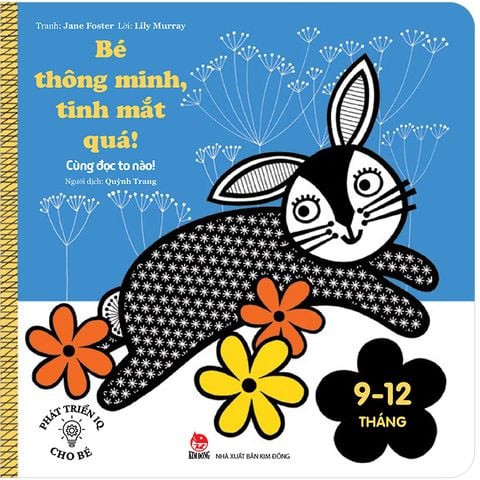 Tranh: Jane Foster Lời: Lily Murray
Bé
thông minh,
tinh mắt
quá!
Cùng đọc to nào!
Người dịch: Quỳnh Trang
9-12
THÁNG
PHÁT TRIỂN IQ
CHO BÉ
KIM ĐỒNG
NHÀ XUẤT BẢN KIM ĐỒNG